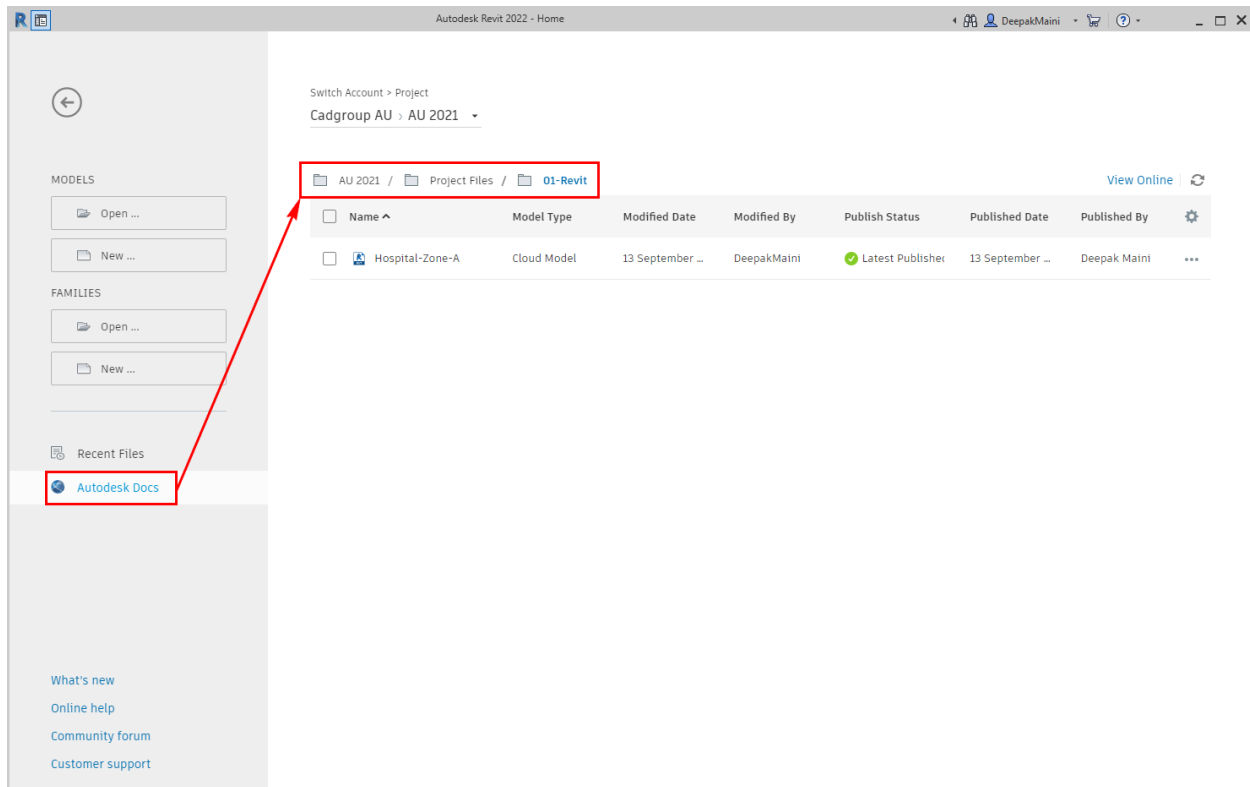 R Autodesk Revit 2022 - Home DeepakMaini
Switch Account > Project
Cadgroup AU > AU 2021
MODELS
Open ...
New ...
FAMILIES
Open ...
New ...
Recent Files
Autodesk Docs
What's new
Online help
Community forum
Customer support
AU 2021 / Project Files / 01-Revit View Online
Name Model Type Modified Date Modified By Publish Status Published Date Published By
Hospital-Zone-A Cloud Model 13 September ... DeepakMaini Latest Published 13 September ... Deepak Maini ...